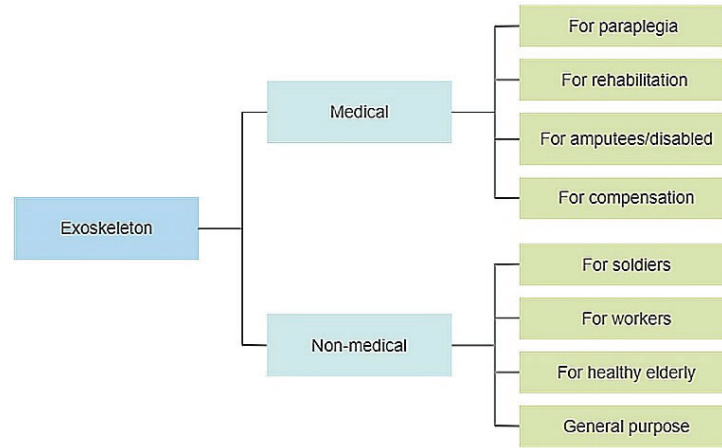 Exoskeleton
Medical
For paraplegia
For rehabilitation
For amputees/disabled
For compensation
Non-medical
For soldiers
For workers
For healthy elderly
General purpose